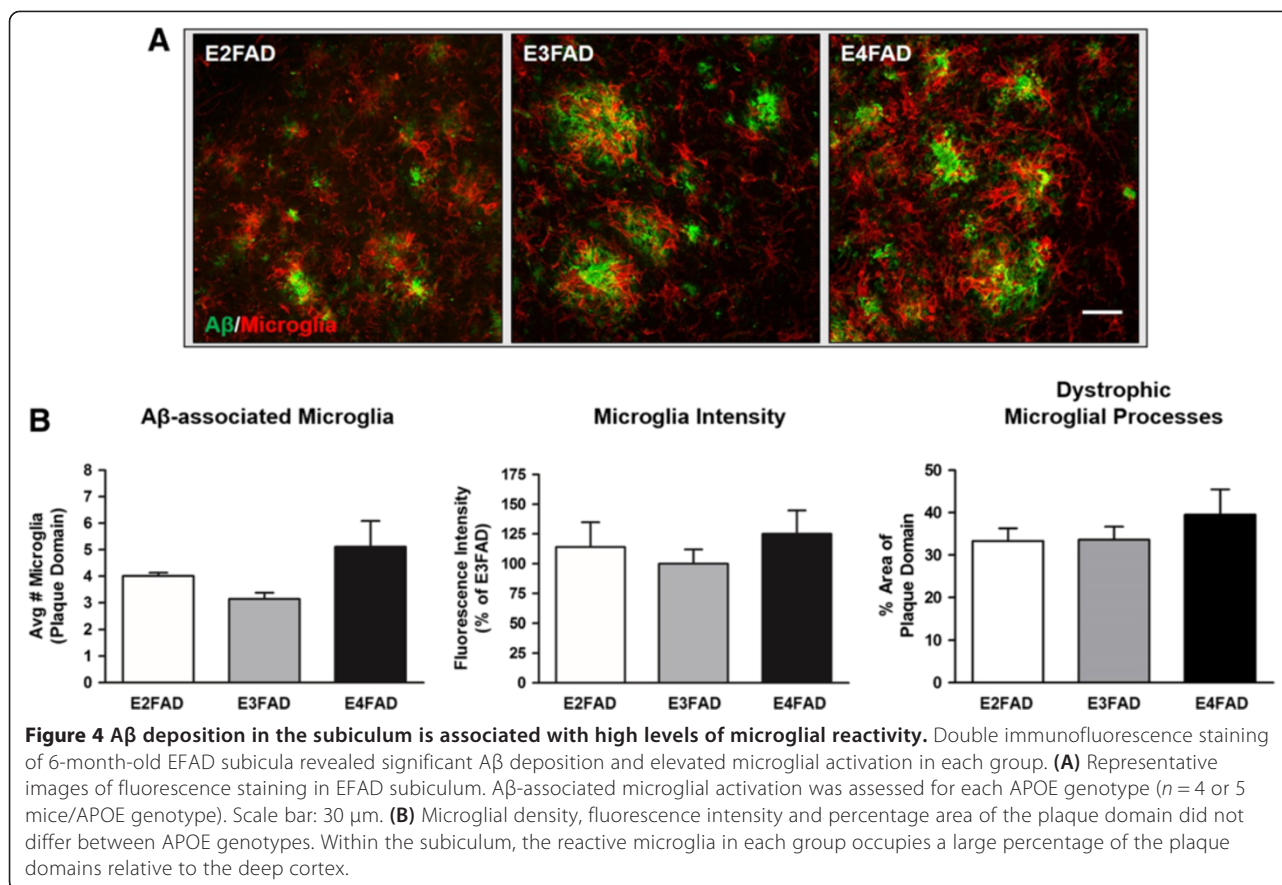 A
E2FAD
E3FAD
E4FAD
Aβ/Microglia
B
Aβ-associated Microglia
Avg # Microglia
(Plaque Domain)
8
7
6
5
4
3
2
1
0
E2FAD
E3FAD
E4FAD
Microglia Intensity
Fluorescence Intensity
(% of E3FAD)
175
150
125
100
75
50
25
0
E2FAD
E3FAD
E4FAD
Dystrophic
Microglial Processes
% Area of
Plaque Domain
50
40
30
20
10
0
E2FAD
E3FAD
E4FAD
Figure 4 Aβ deposition in the subiculum is associated with high levels of microglial reactivity. Double immunofluorescence staining
of 6-month-old EFAD subicula revealed significant Aβ deposition and elevated microglial activation in each group. (A) Representative
images of fluorescence staining in EFAD subiculum. Aβ-associated microglial activation was assessed for each APOE genotype (n = 4 or 5
mice/APOE genotype). Scale bar: 30 μm. (B) Microglial density, fluorescence intensity and percentage area of the plaque domain did not
differ between APOE genotypes. Within the subiculum, the reactive microglia in each group occupies a large percentage of the plaque
domains relative to the deep cortex.